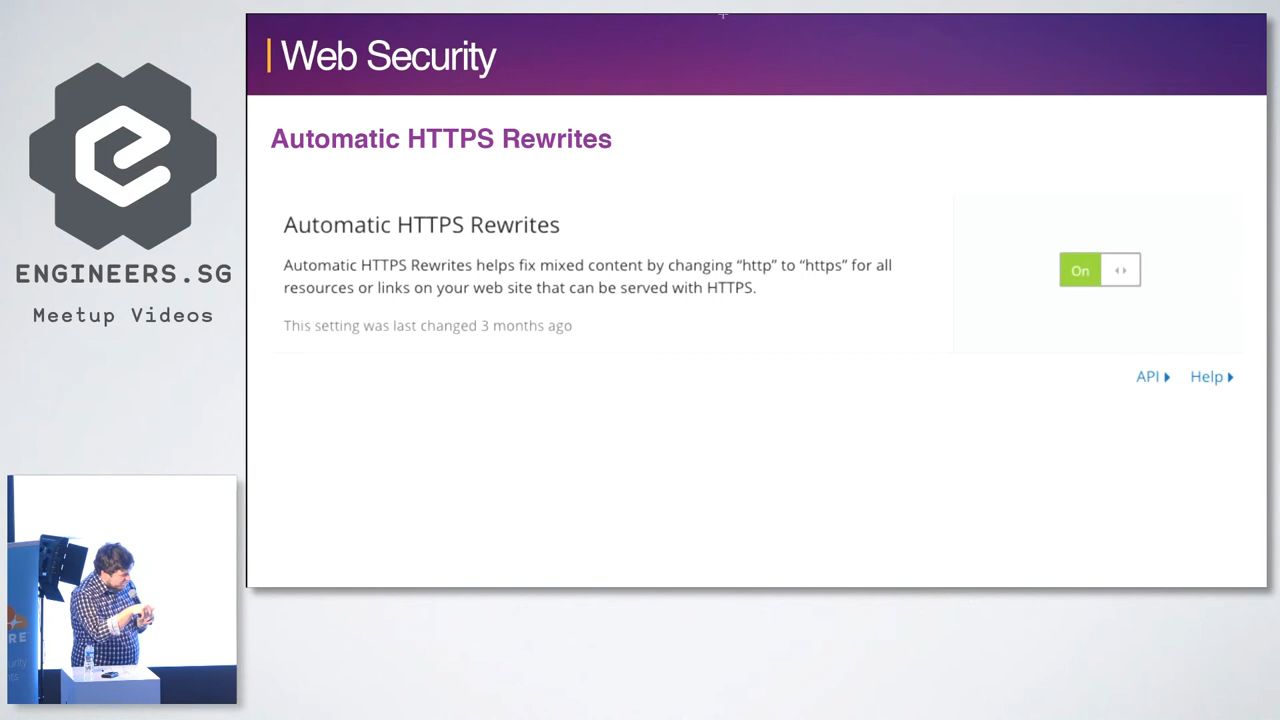 Web Security
Automatic HTTPS Rewrites
Automatic HTTPS Rewrites
Automatic HTTPS Rewrites helps fix mixed content by changing “http” to “https” for all
resources or links on your web site that can be served with HTTPS.
This setting was last changed 3 months ago
On
API Help
ENGINEERS.SG
Meetup Videos
RE
urity